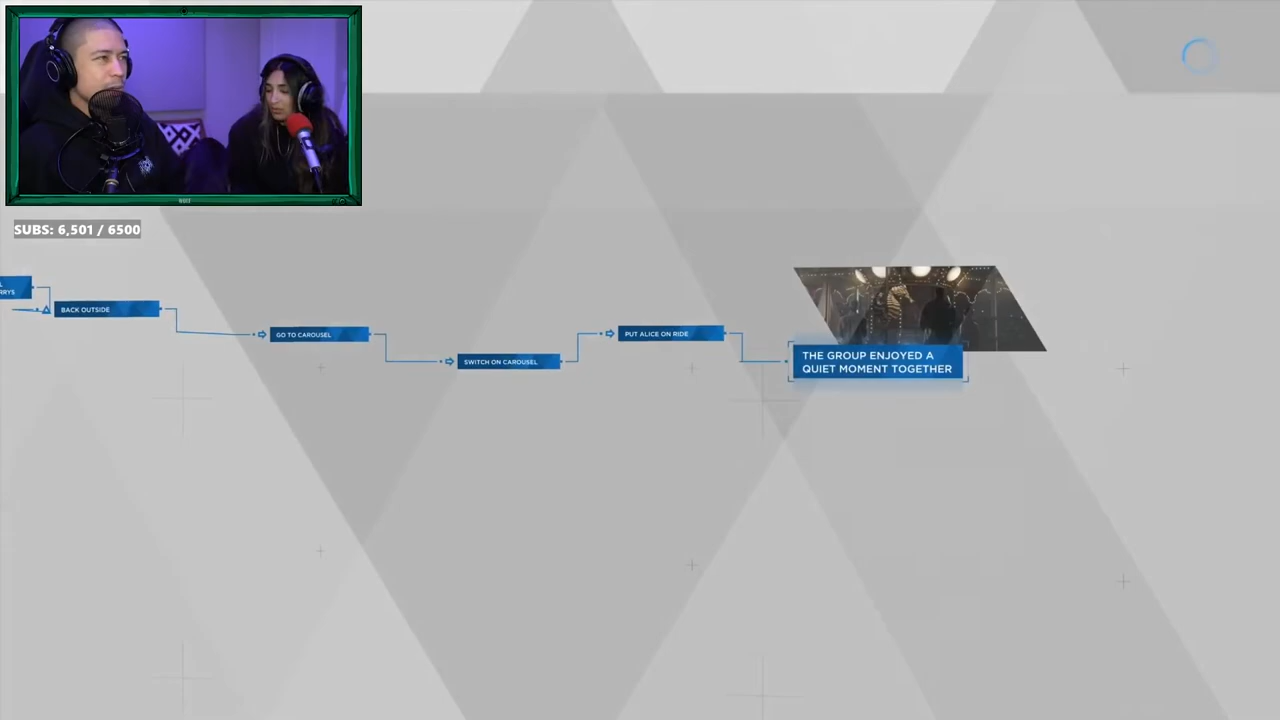 SUBS: 6,501 / 6500
RRYS
BACK OUTSIDE
GO TO CAROUSEL
SWITCH ON CAROUSEL
PUT ALICE ON RIDE
THE GROUP ENJOYED A
QUIET MOMENT TOGETHER